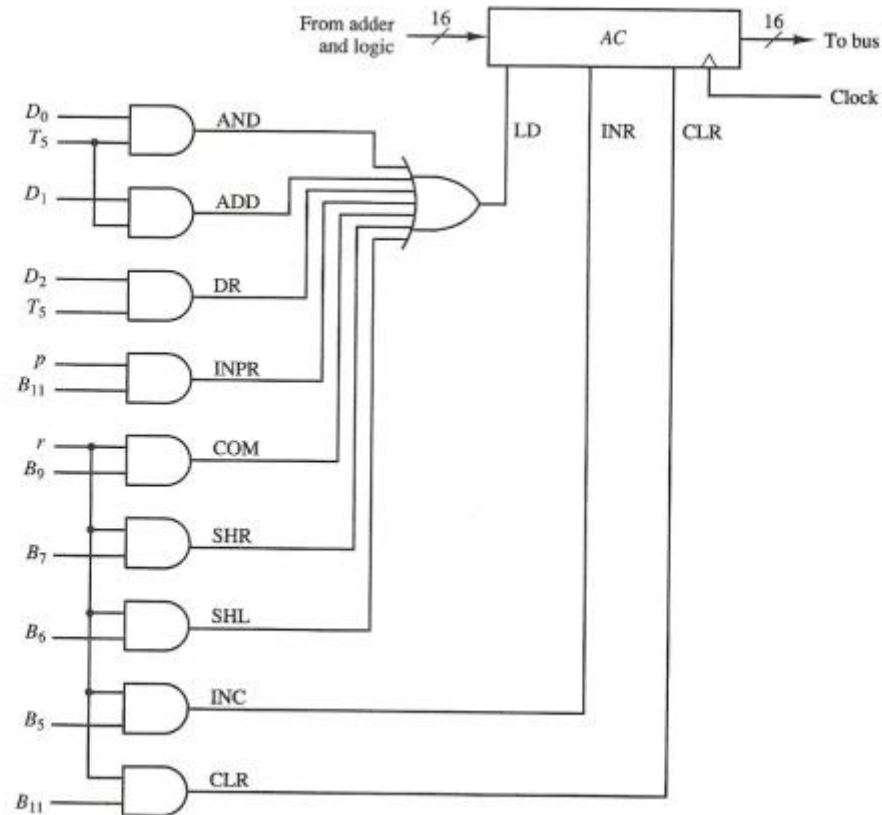 From adder
and logic
16
AC
16
To bus
Clock
LD
INR
CLR
D0
T5
AND
D1
ADD
D2
T5
DR
p
B11
INPR
r
B9
COM
B7
SHR
B6
SHL
B5
INC
B11
CLR